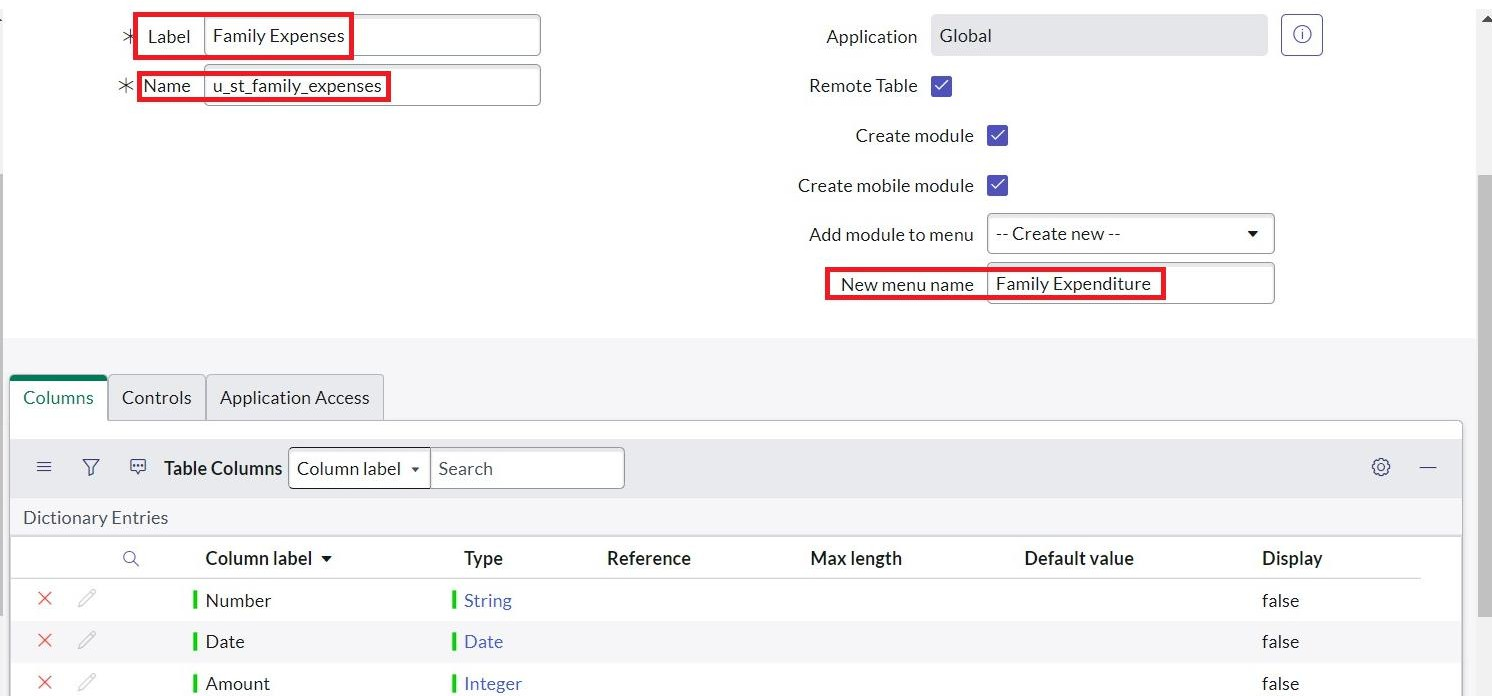 * Label Family Expenses
* Name u_st_family_expenses
Application Global
Remote Table
Create module
Create mobile module
Add module to menu -- Create new --
New menu name Family Expenditure
Columns Controls Application Access
Table Columns Column label Search
Dictionary Entries
Column label Type Reference Max length Default value Display
Number String false
Date Date false
Amount Integer false